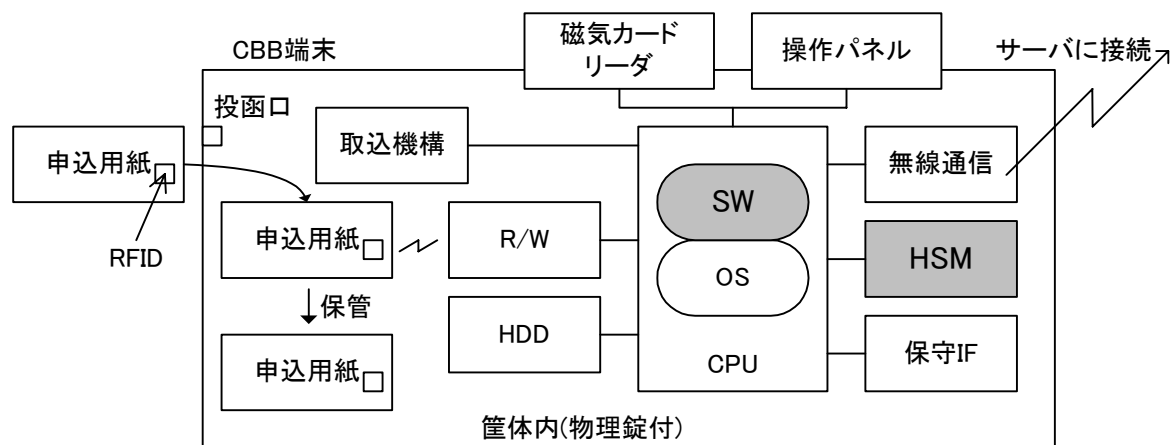 CBB端末
磁気カード
リーダ
操作パネル
サーバに接続
投函口
申込用紙
RFID
取込機構
無線通信
申込用紙
R/W
SW
OS
CPU
HSM
保管
申込用紙
HDD
保守IF
筐体内(物理錠付)